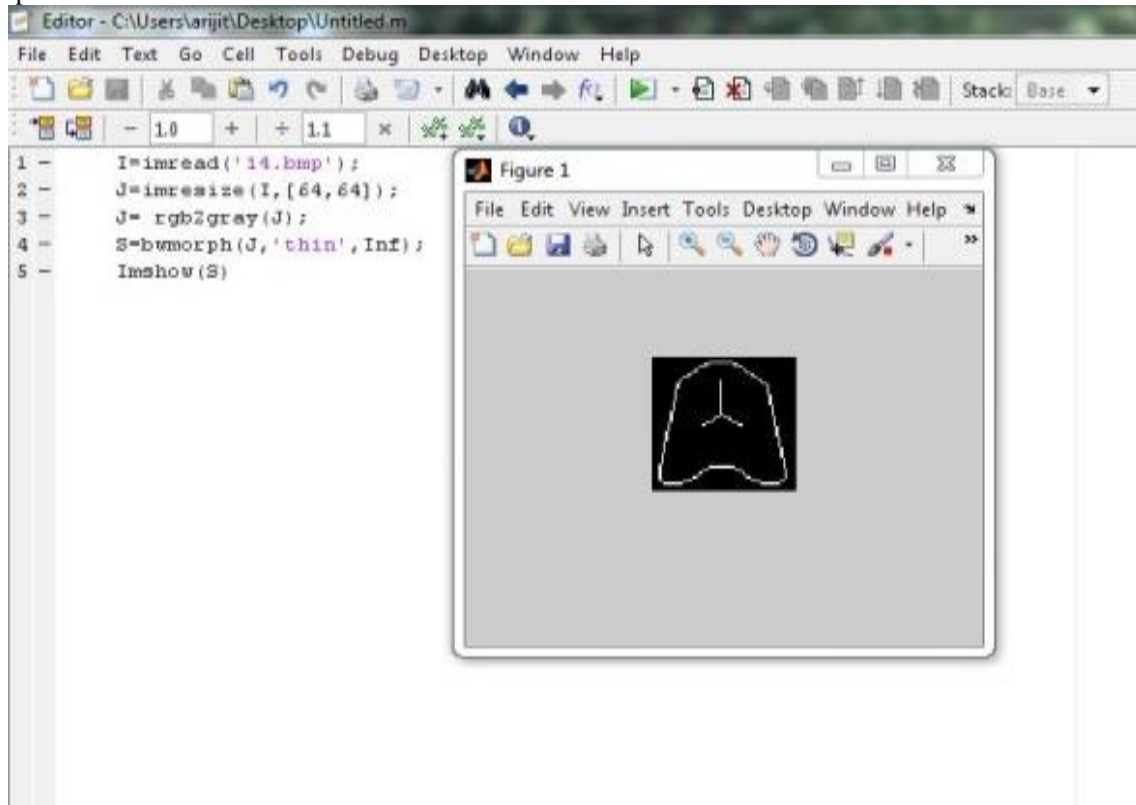 Editor - C:\Users\arijit\Desktop\Untitled.m
File Edit Text Go Cell Tools Debug Desktop Window Help
Stack: Base
- 1.0 + ÷ 1.1 ×
1 - I=imread('14.bmp');
2 - J=imresize(I,[64,64]);
3 - J= rgb2gray(J);
4 - S=bwmorph(J,'thin',Inf);
5 - Imshow(S)
Figure 1
File Edit View Insert Tools Desktop Window Help